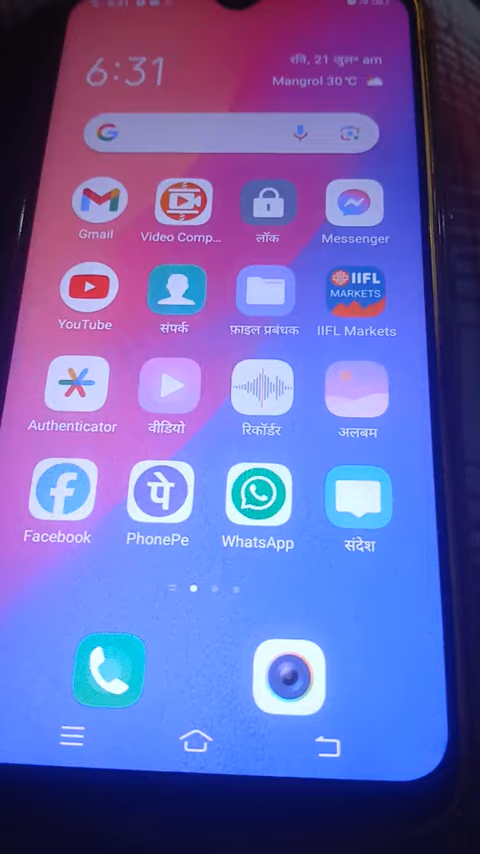 6:31
रवि, 21 जुल॰ am
Mangrol 30°C
Gmail
Video Comp...
लॉक
Messenger
YouTube
संपर्क
फ़ाइल प्रबंधक
IIFL
MARKETS
IIFL Markets
Authenticator
वीडियो
रिकॉर्डर
अलबम
पे
Facebook
PhonePe
WhatsApp
संदेश